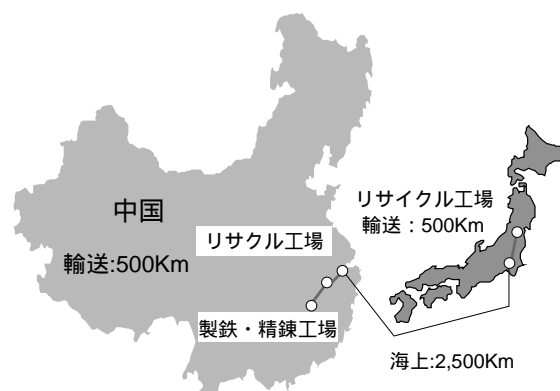 中国
輸送:500Km
リサクル工場
製鉄・精錬工場
リサイクル工場
輸送：500Km
海上:2,500Km